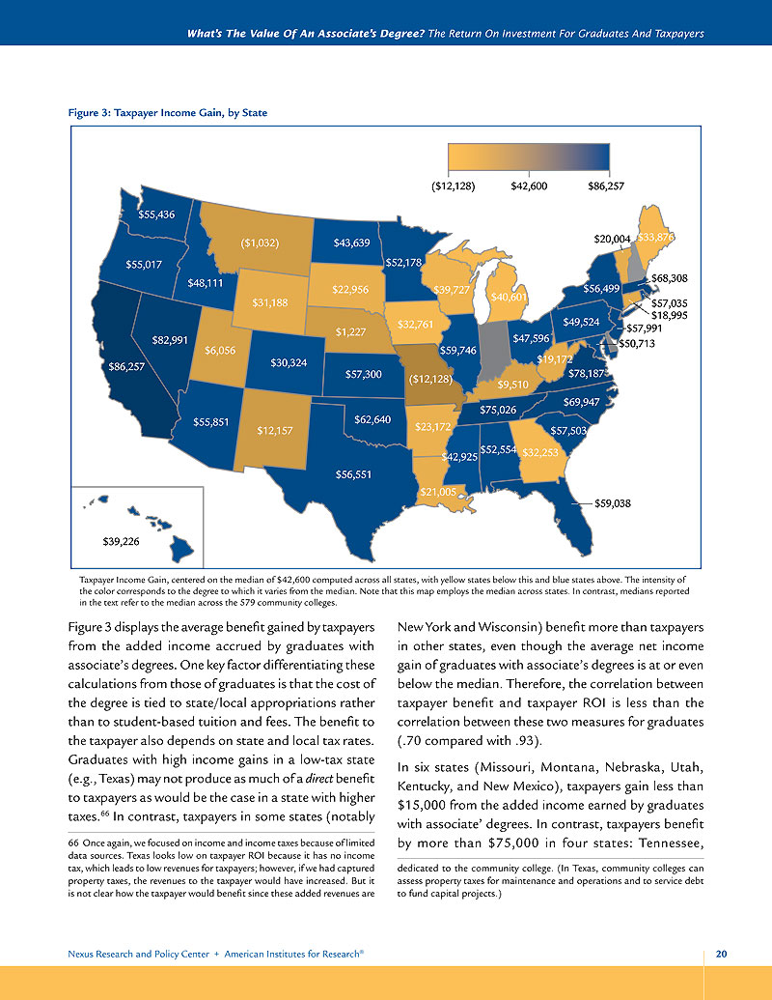 What's The Value Of An Associate's Degree? The Return On Investment For Graduates And Taxpayers
Figure 3: Taxpayer Income Gain, by State
($12,128) $42,600 $86,257
$55,436
($1,032)
$43,639
$20,004
$33,876
$55,017
$52,178
$48,111
$68,308
$22,956
$39,727
$56,499
$31,188
$40,601
$57,035
$18,995
$1,227
$32,761
$49,524
$57,991
$82,991
$47,596
$50,713
$6,056
$59,746
$19,172
$86,257
$30,324
$57,300
($12,128)
$78,187
$9,510
$69,947
$75,026
$55,851
$62,640
$12,157
$23,172
$57,503
$42,925
$52,554
$32,253
$56,551
$21,005
$59,038
$39,226
Taxpayer Income Gain, centered on the median of $42,600 computed across all states, with yellow states below this and blue states above. The intensity of
the color corresponds to the degree to which it varies from the median. Note that this map employs the median across states. In contrast, medians reported
in the text refer to the median across the 579 community colleges.
Figure 3 displays the average benefit gained by taxpayers
from the added income accrued by graduates with
associate's degrees. One key factor differentiating these
calculations from those of graduates is that the cost of
the degree is tied to state/local appropriations rather
than to student-based tuition and fees. The benefit to
the taxpayer also depends on state and local tax rates.
Graduates with high income gains in a low-tax state
(e.g., Texas) may not produce as much of a direct benefit
to taxpayers as would be the case in a state with higher
taxes.66 In contrast, taxpayers in some states (notably
66 Once again, we focused on income and income taxes because of limited
data sources. Texas looks low on taxpayer ROI because it has no income
tax, which leads to low revenues for taxpayers; however, if we had captured
property taxes, the revenues to the taxpayer would have increased. But it
is not clear how the taxpayer would benefit since these added revenues are
New York and Wisconsin) benefit more than taxpayers
in other states, even though the average net income
gain of graduates with associate's degrees is at or even
below the median. Therefore, the correlation between
taxpayer benefit and taxpayer ROI is less than the
correlation between these two measures for graduates
(.70 compared with .93).
In six states (Missouri, Montana, Nebraska, Utah,
Kentucky, and New Mexico), taxpayers gain less than
$15,000 from the added income earned by graduates
with associate' degrees. In contrast, taxpayers benefit
by more than $75,000 in four states: Tennessee,
dedicated to the community college. (In Texas, community colleges can
assess property taxes for maintenance and operations and to service debt
to fund capital projects.)
Nexus Research and Policy Center + American Institutes for Research®
20